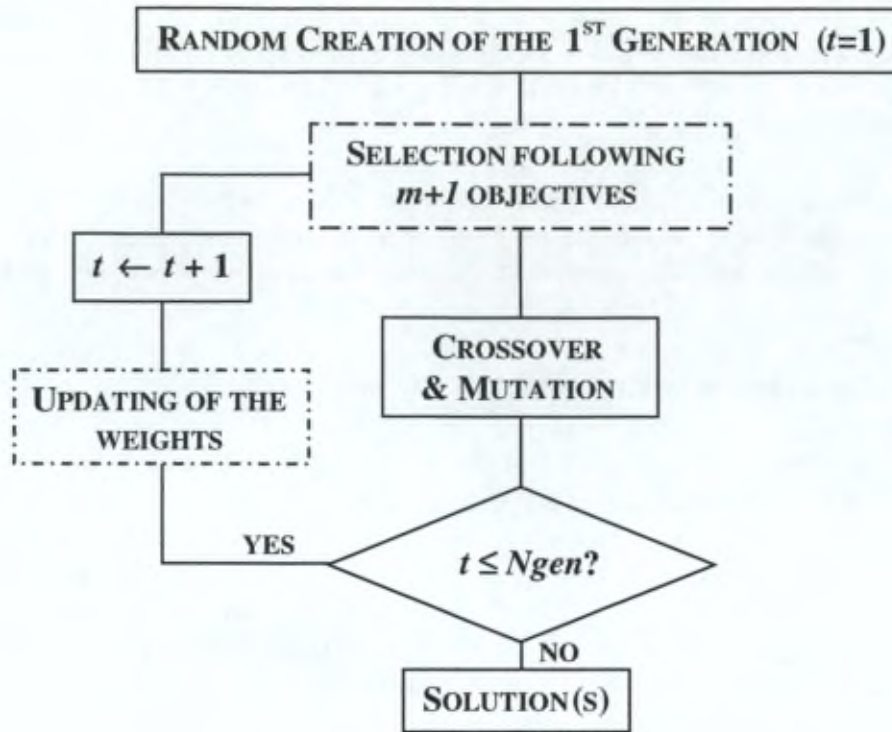 RANDOM CREATION OF THE 1ST GENERATION (t=1)
SELECTION FOLLOWING
m+1 OBJECTIVES
t ← t + 1
CROSSOVER
& MUTATION
UPDATING OF THE
WEIGHTS
YES
t ≤ Ngen?
NO
SOLUTION(S)